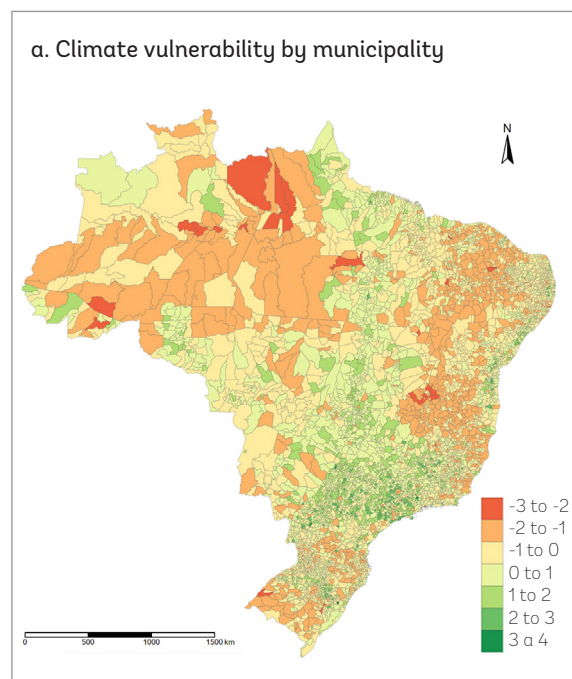 a. Climate vulnerability by municipality
N
-3 to -2
-2 to -1
-1 to 0
0 to 1
1 to 2
2 to 3
3 a 4
0 500 1000 1500 km